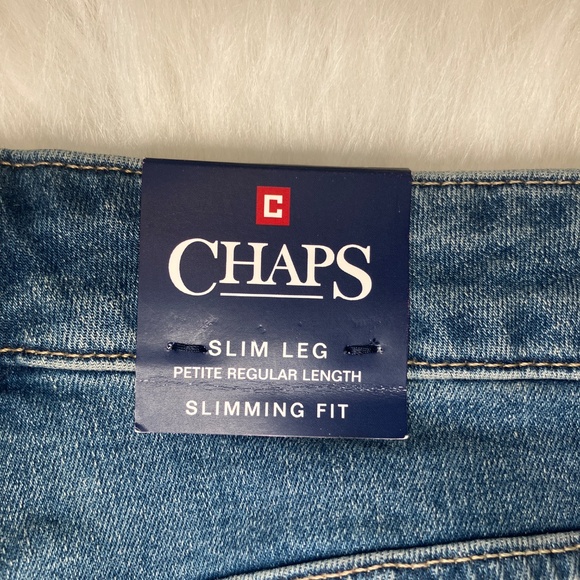 C
CHAPS
SLIM LEG
PETITE REGULAR LENGTH
SLIMMING FIT